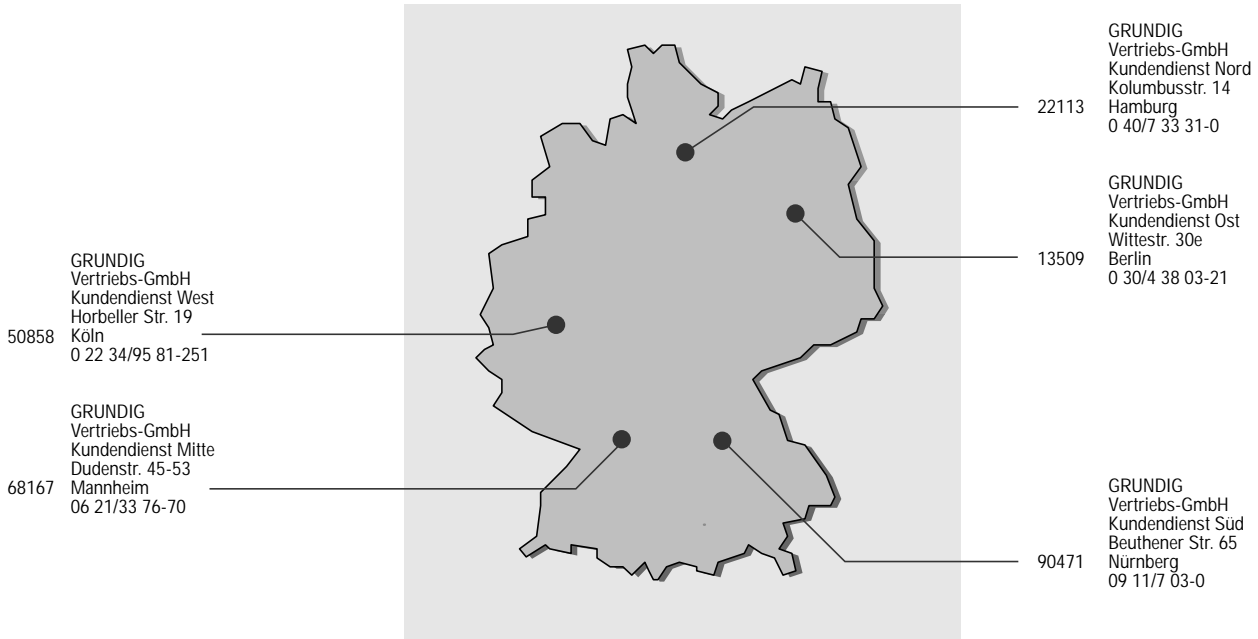 GRUNDIG
Vertriebs-GmbH
Kundendienst West
Horbeller Str. 19
50858 Köln
0 22 34/95 81-251
GRUNDIG
Vertriebs-GmbH
Kundendienst Mitte
Dudenstr. 45-53
68167 Mannheim
06 21/33 76-70
GRUNDIG
Vertriebs-GmbH
Kundendienst Nord
Kolumbusstr. 14
22113 Hamburg
0 40/7 33 31-0
GRUNDIG
Vertriebs-GmbH
Kundendienst Ost
Wittestr. 30e
13509 Berlin
0 30/4 38 03-21
GRUNDIG
Vertriebs-GmbH
Kundendienst Süd
Beuthener Str. 65
90471 Nürnberg
09 11/7 03-0